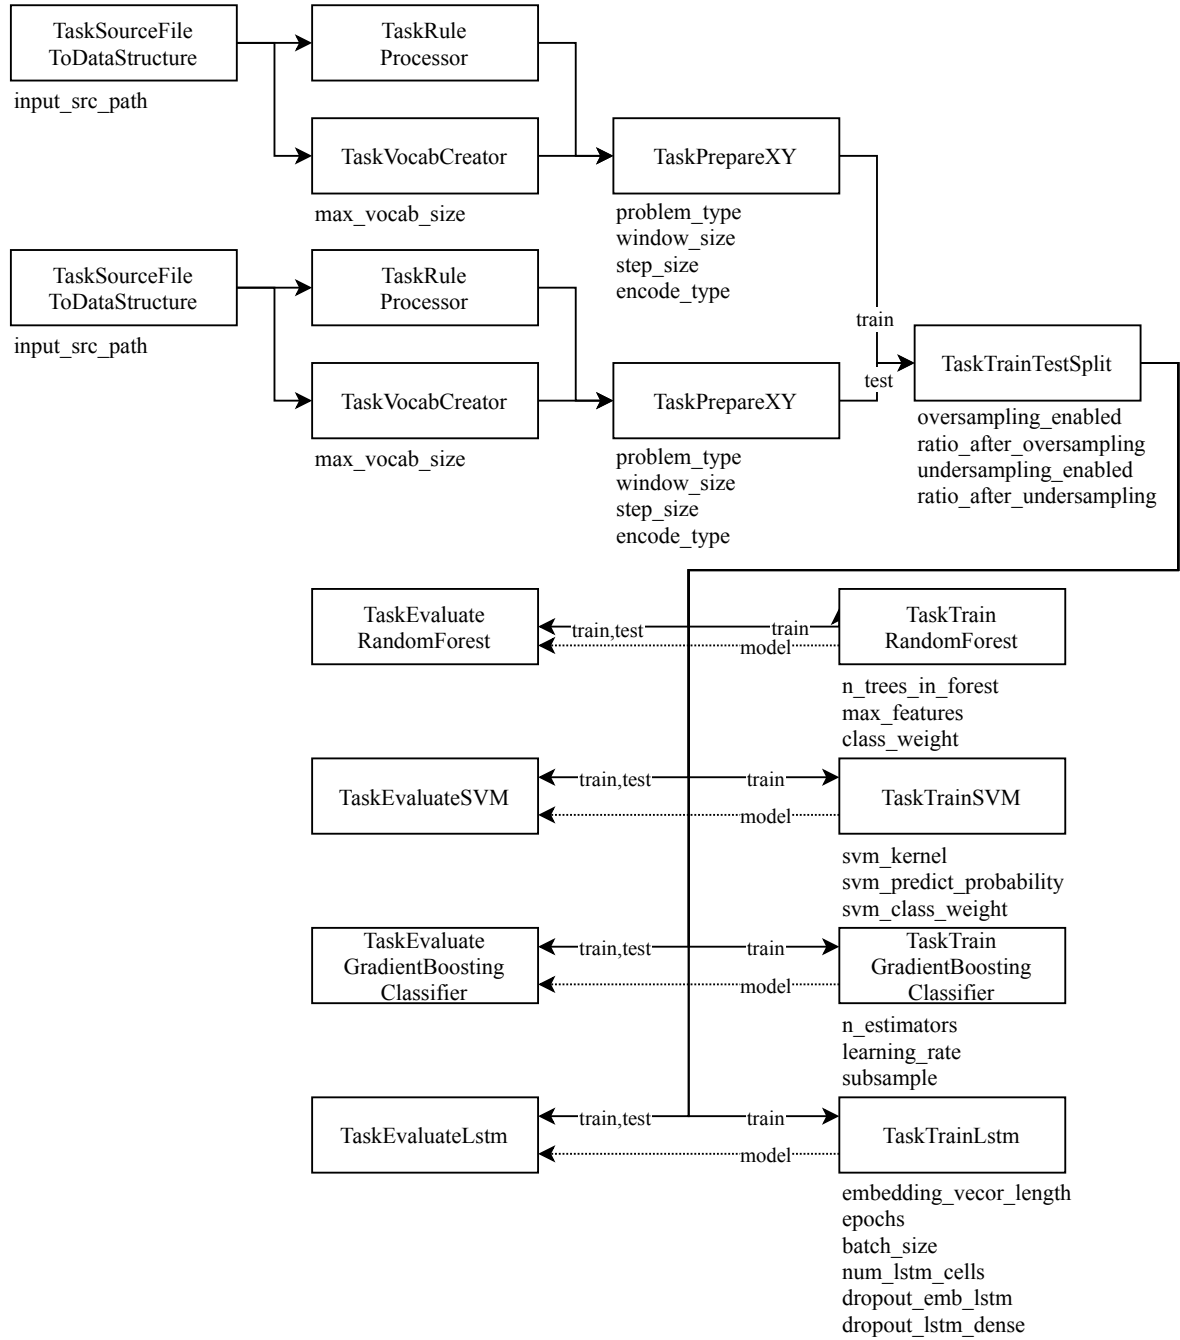 TaskSourceFile
ToDataStructure
input_src_path
TaskRule
Processor
TaskVocabCreator
max_vocab_size
TaskPrepareXY
problem_type
window_size
step_size
encode_type
TaskSourceFile
ToDataStructure
input_src_path
TaskRule
Processor
TaskVocabCreator
max_vocab_size
TaskPrepareXY
problem_type
window_size
step_size
encode_type
train
test
TaskTrainTestSplit
oversampling_enabled
ratio_after_oversampling
undersampling_enabled
ratio_after_undersampling
TaskEvaluate
RandomForest
train,test
train
model
TaskTrain
RandomForest
n_trees_in_forest
max_features
class_weight
TaskEvaluateSVM
train,test
train
model
TaskTrainSVM
svm_kernel
svm_predict_probability
svm_class_weight
TaskEvaluate
GradientBoosting
Classifier
train,test
train
model
TaskTrain
GradientBoosting
Classifier
n_estimators
learning_rate
subsample
TaskEvaluateLstm
train,test
train
model
TaskTrainLstm
embedding_vecor_length
epochs
batch_size
num_lstm_cells
dropout_emb_lstm
dropout_lstm_dense